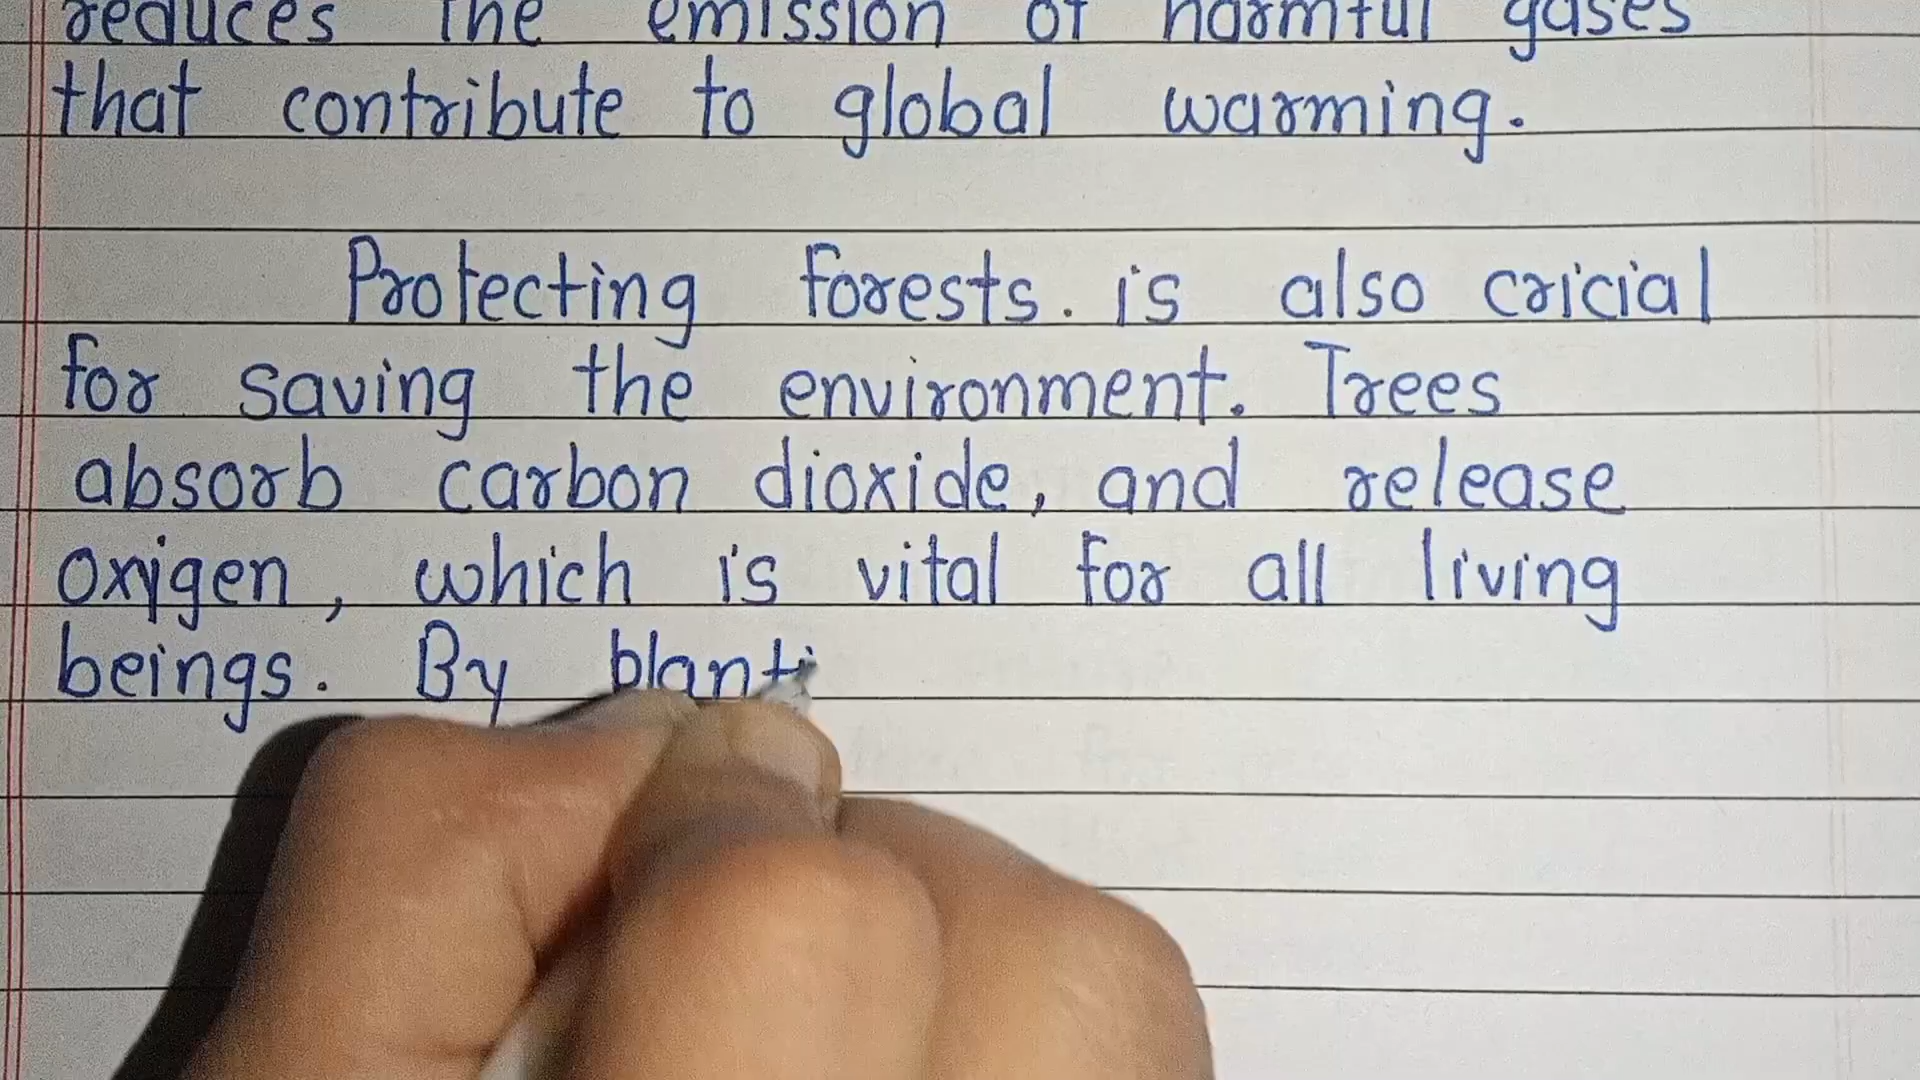 reduces the emission of harmful gases
that contribute to global warming.
Protecting forests. is also cricial
for saving the environment. Trees
absorb carbon dioxide, and release
oxygen, which is vital for all living
beings. By planti